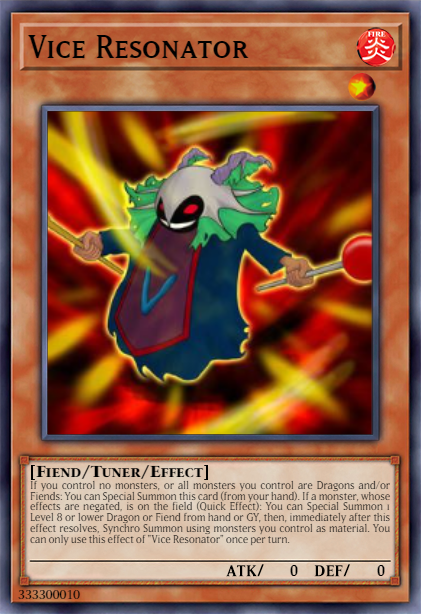 Vice Resonator
FIRE
炎
[Fiend/Tuner/Effect]
If you control no monsters, or all monsters you control are Dragons and/or
Fiends: You can Special Summon this card (from your hand). If a monster, whose
effects are negated, is on the field (Quick Effect): You can Special Summon 1
Level 8 or lower Dragon or Fiend from hand or GY, then, immediately after this
effect resolves, Synchro Summon using monsters you control as material. You
can only use this effect of "Vice Resonator" once per turn.
ATK/ 0 DEF/ 0
333300010